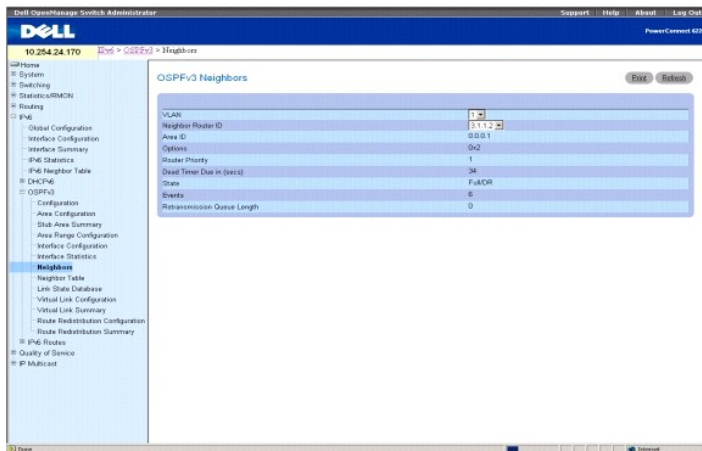 Dell OpenManage Switch Administrator
Support Help About Log Out
DELL
PowerConnect 622
10.254.24.170
IPv6 > OSPFv3 > Neighbors
Home
System
Switching
Statistics/RMON
Routing
IPv6
Global Configuration
Interface Configuration
Interface Summary
IPv6 Statistics
IPv6 Neighbor Table
DHCPv6
OSPFv3
Configuration
Area Configuration
Stub Area Summary
Area Range Configuration
Interface Configuration
Interface Statistics
Neighbors
Neighbor Table
Link State Database
Virtual Link Configuration
Virtual Link Summary
Route Redistribution Configuration
Route Redistribution Summary
IPv6 Routes
Quality of Service
IP Multicast
OSPFv3 Neighbors
Print Refresh
VLAN 1
Neighbor Router ID 3.1.1.2
Area ID 0.0.0.1
Options 0x2
Router Priority 1
Dead Timer Due in (secs) 34
State Full/DR
Events 6
Retransmission Queue Length 0
Done
Internet